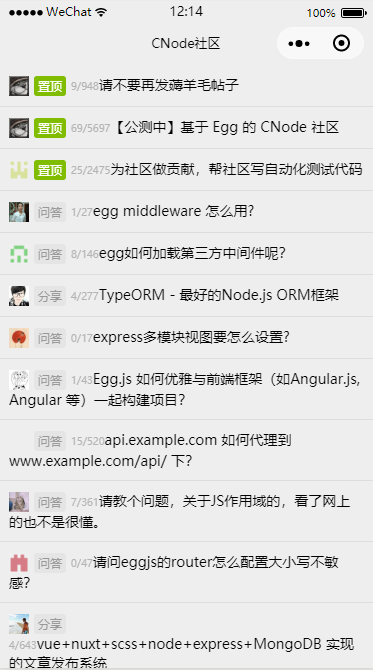 WeChat 12:14 100%
CNode社区
置顶 9/948请不要再发薅羊毛帖子
置顶 69/5697【公测中】基于 Egg 的 CNode 社区
置顶 25/2475为社区做贡献，帮社区写自动化测试代码
问答 1/27egg middleware 怎么用?
问答 8/146egg如何加载第三方中间件呢?
分享 4/277TypeORM - 最好的Node.js ORM框架
问答 0/17express多模块视图要怎么设置?
问答 1/43Egg.js 如何优雅与前端框架（如Angular.js,
Angular 等）一起构建项目?
问答 15/520api.example.com 如何代理到
www.example.com/api/ 下?
问答 7/361请教个问题，关于JS作用域的，看了网上
的也不是很懂。
问答 0/47请问eggjs的router怎么配置大小写不敏
感?
分享
4/643vue+nuxt+scss+node+express+MongoDB 实现
的文章发布系统